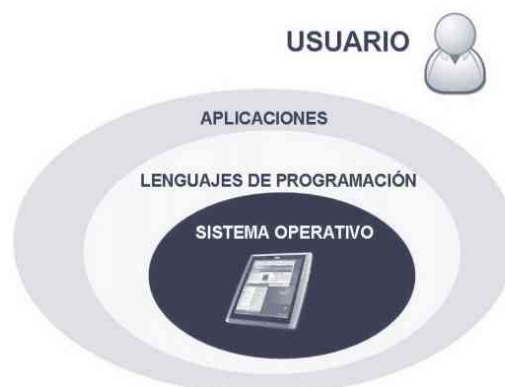 USUARIO
APLICACIONES
LENGUAJES DE PROGRAMACIÓN
SISTEMA OPERATIVO